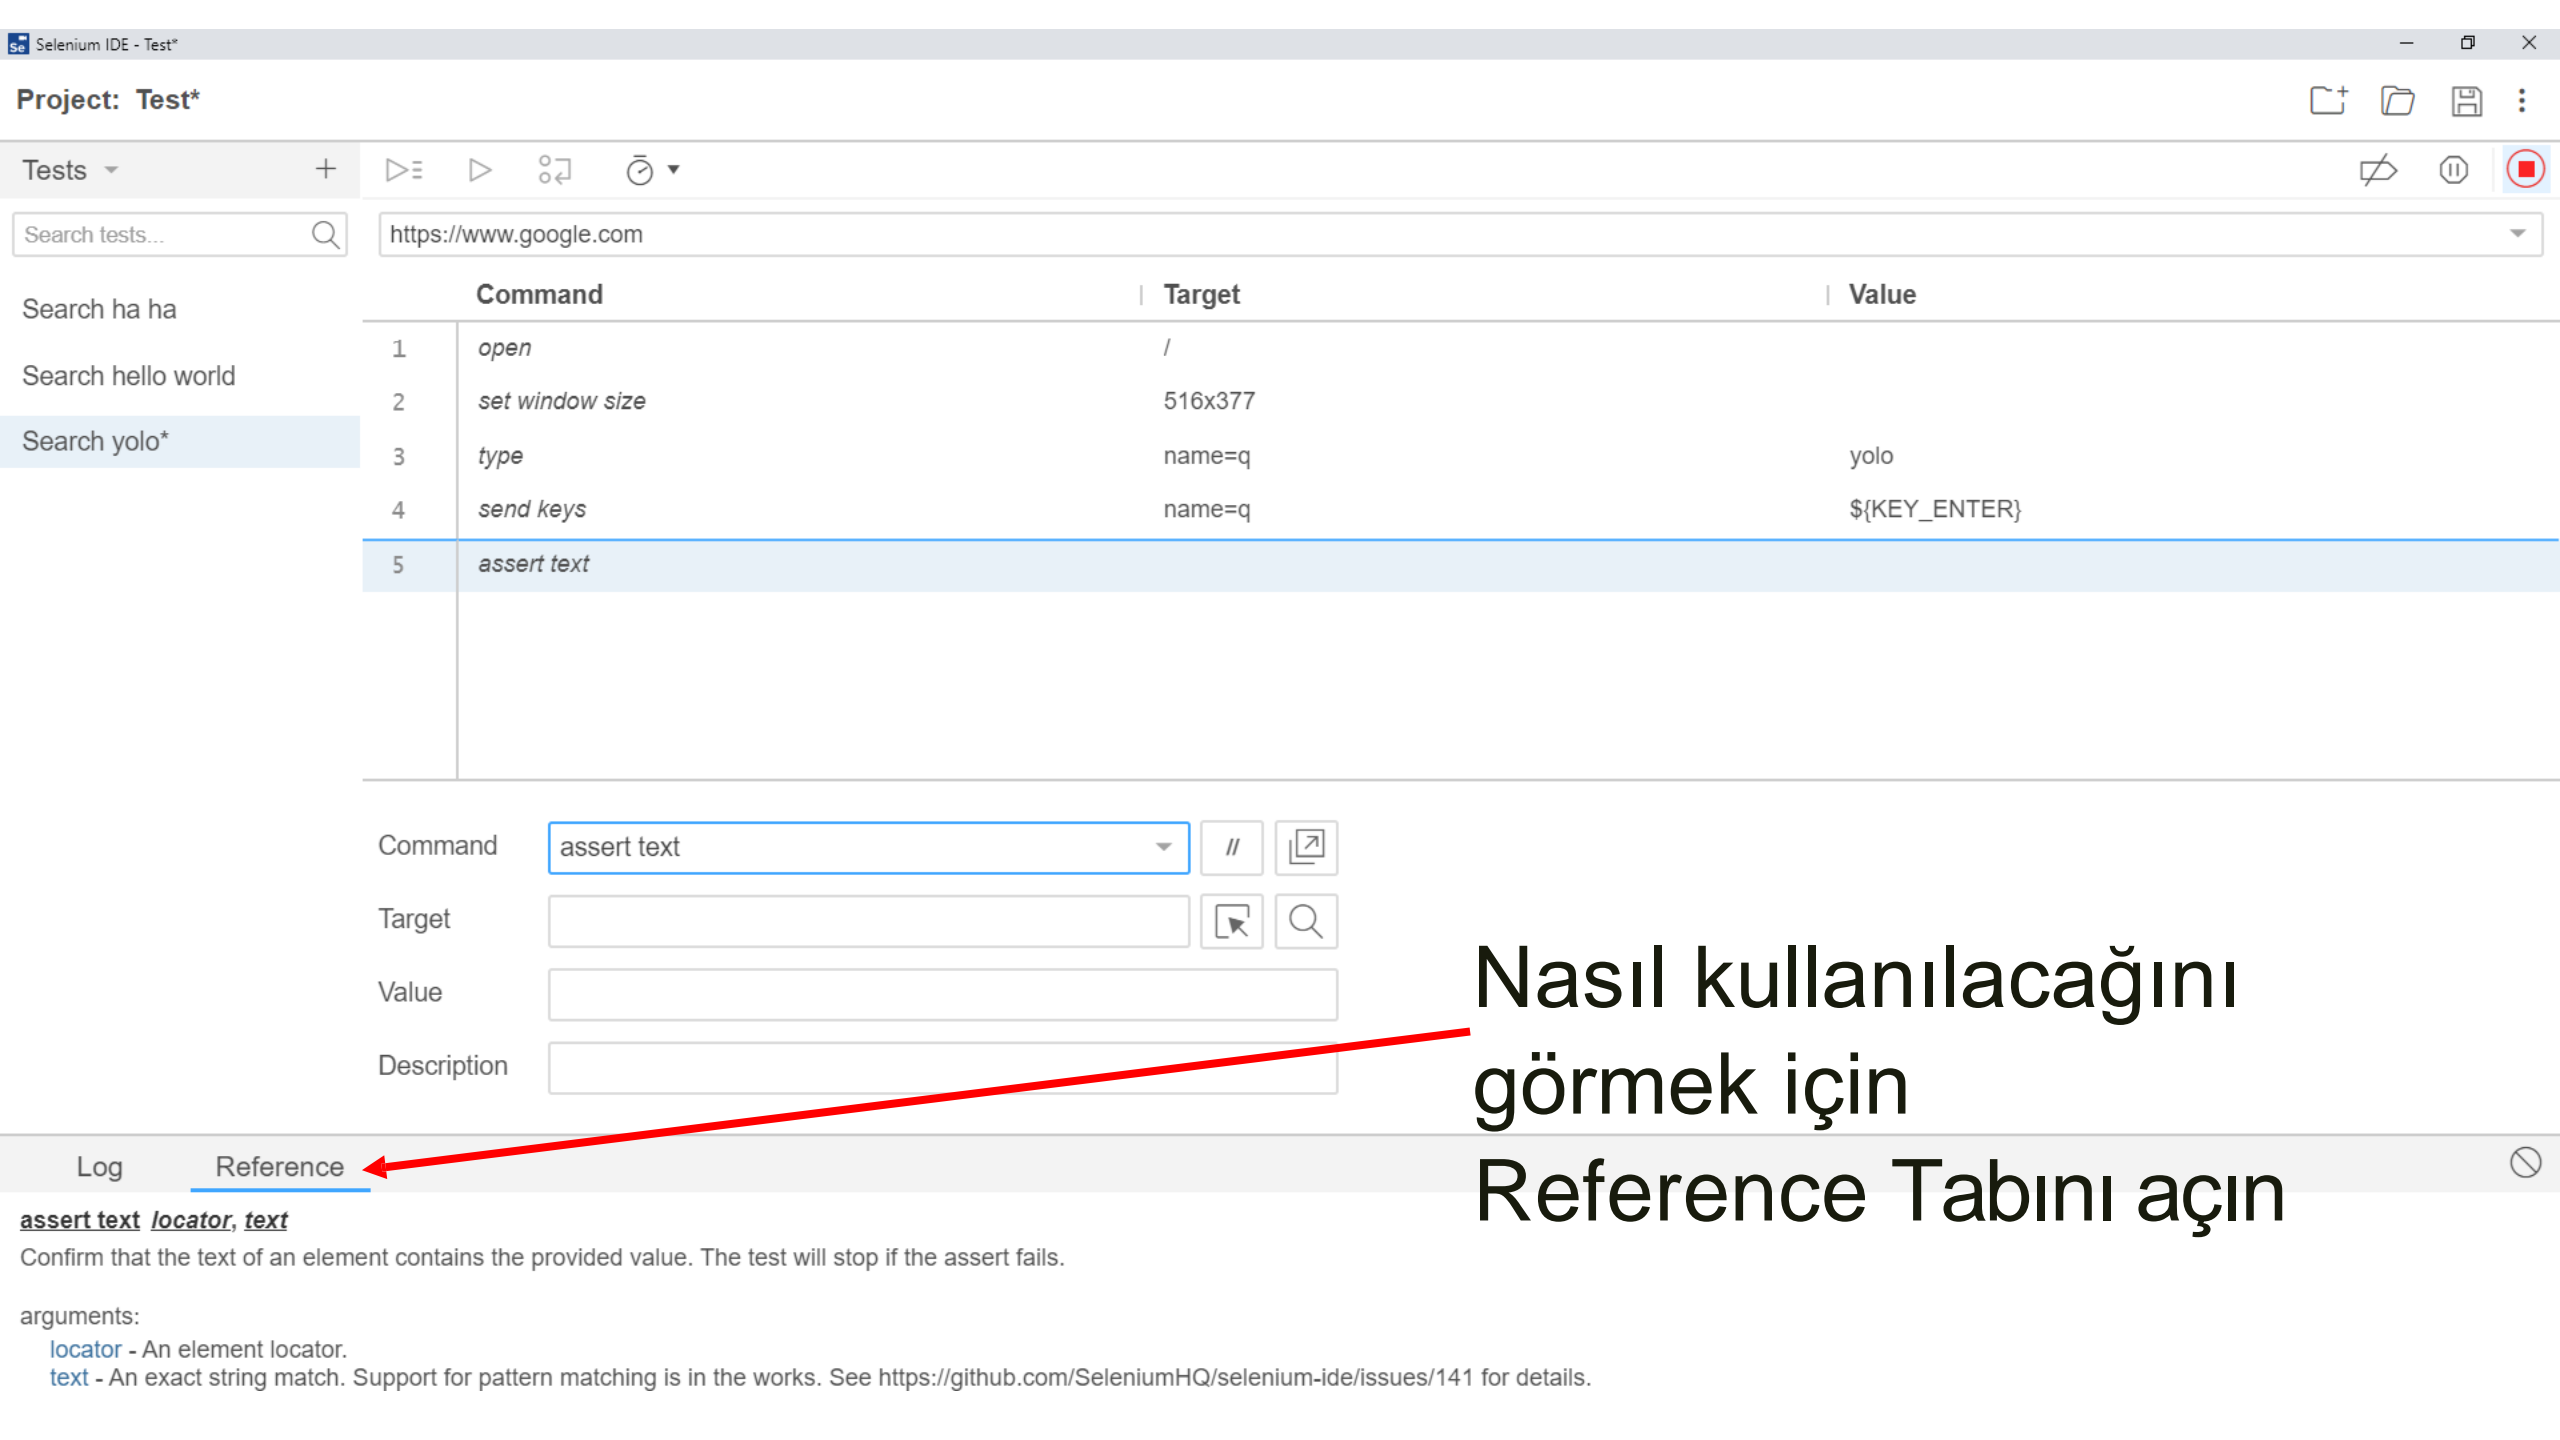 Selenium IDE - Test*
Project: Test*
Tests
Search tests...
https://www.google.com
Command Target Value
Search ha ha
Search hello world
Search yolo*
1 open /
2 set window size 516x377
3 type name=q yolo
4 send keys name=q ${KEY_ENTER}
5 assert text
Command assert text //
Target
Value
Description
Nasıl kullanılacağını
görmek için
Reference Tabını açın
Log Reference
assert text locator, text
Confirm that the text of an element contains the provided value. The test will stop if the assert fails.
arguments:
locator - An element locator.
text - An exact string match. Support for pattern matching is in the works. See https://github.com/SeleniumHQ/selenium-ide/issues/141 for details.